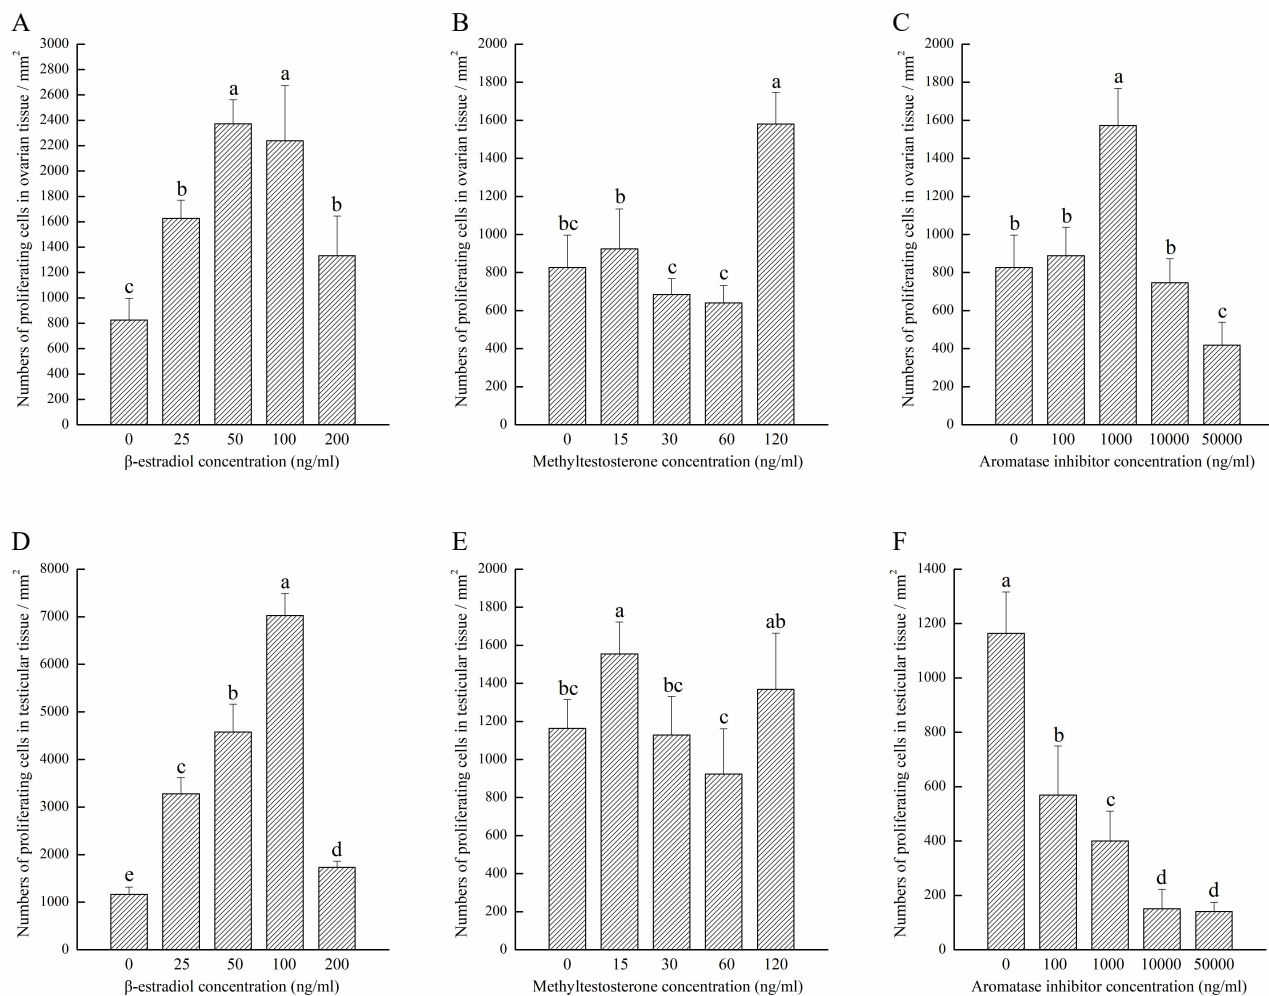 A
Numbers of proliferating cells in ovarian tissue / mm²
3000
2800
2600
2400
2200
2000
1800
1600
1400
1200
1000
800
600
400
200
0
c
b
a
a
b
0 25 50 100 200
β-estradiol concentration (ng/ml)
B
Numbers of proliferating cells in ovarian tissue / mm²
2000
1800
1600
1400
1200
1000
800
600
400
200
0
bc
b
c
c
a
0 15 30 60 120
Methyltestosterone concentration (ng/ml)
C
Numbers of proliferating cells in ovarian tissue / mm²
2000
1800
1600
1400
1200
1000
800
600
400
200
0
b
b
a
b
c
0 100 1000 10000 50000
Aromatase inhibitor concentration (ng/ml)
D
Numbers of proliferating cells in testicular tissue / mm²
8000
7000
6000
5000
4000
3000
2000
1000
0
e
c
b
a
d
0 25 50 100 200
β-estradiol concentration (ng/ml)
E
Numbers of proliferating cells in testicular tissue / mm²
2000
1800
1600
1400
1200
1000
800
600
400
200
0
bc
a
bc
c
ab
0 15 30 60 120
Methyltestosterone concentration (ng/ml)
F
Numbers of proliferating cells in testicular tissue / mm²
1400
1200
1000
800
600
400
200
0
a
b
c
d
d
0 100 1000 10000 50000
Aromatase inhibitor concentration (ng/ml)